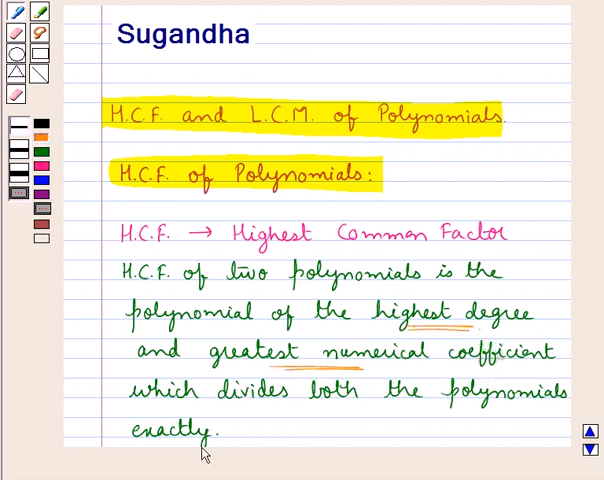 Sugandha
H.C.F. and L.C.M. of Polynomials.
H.C.F. of Polynomials:
H.C.F. → Highest Common Factor
H.C.F. of two polynomials is the
polynomial of the highest degree
and greatest numerical coefficient
which divides both the polynomials
exactly.